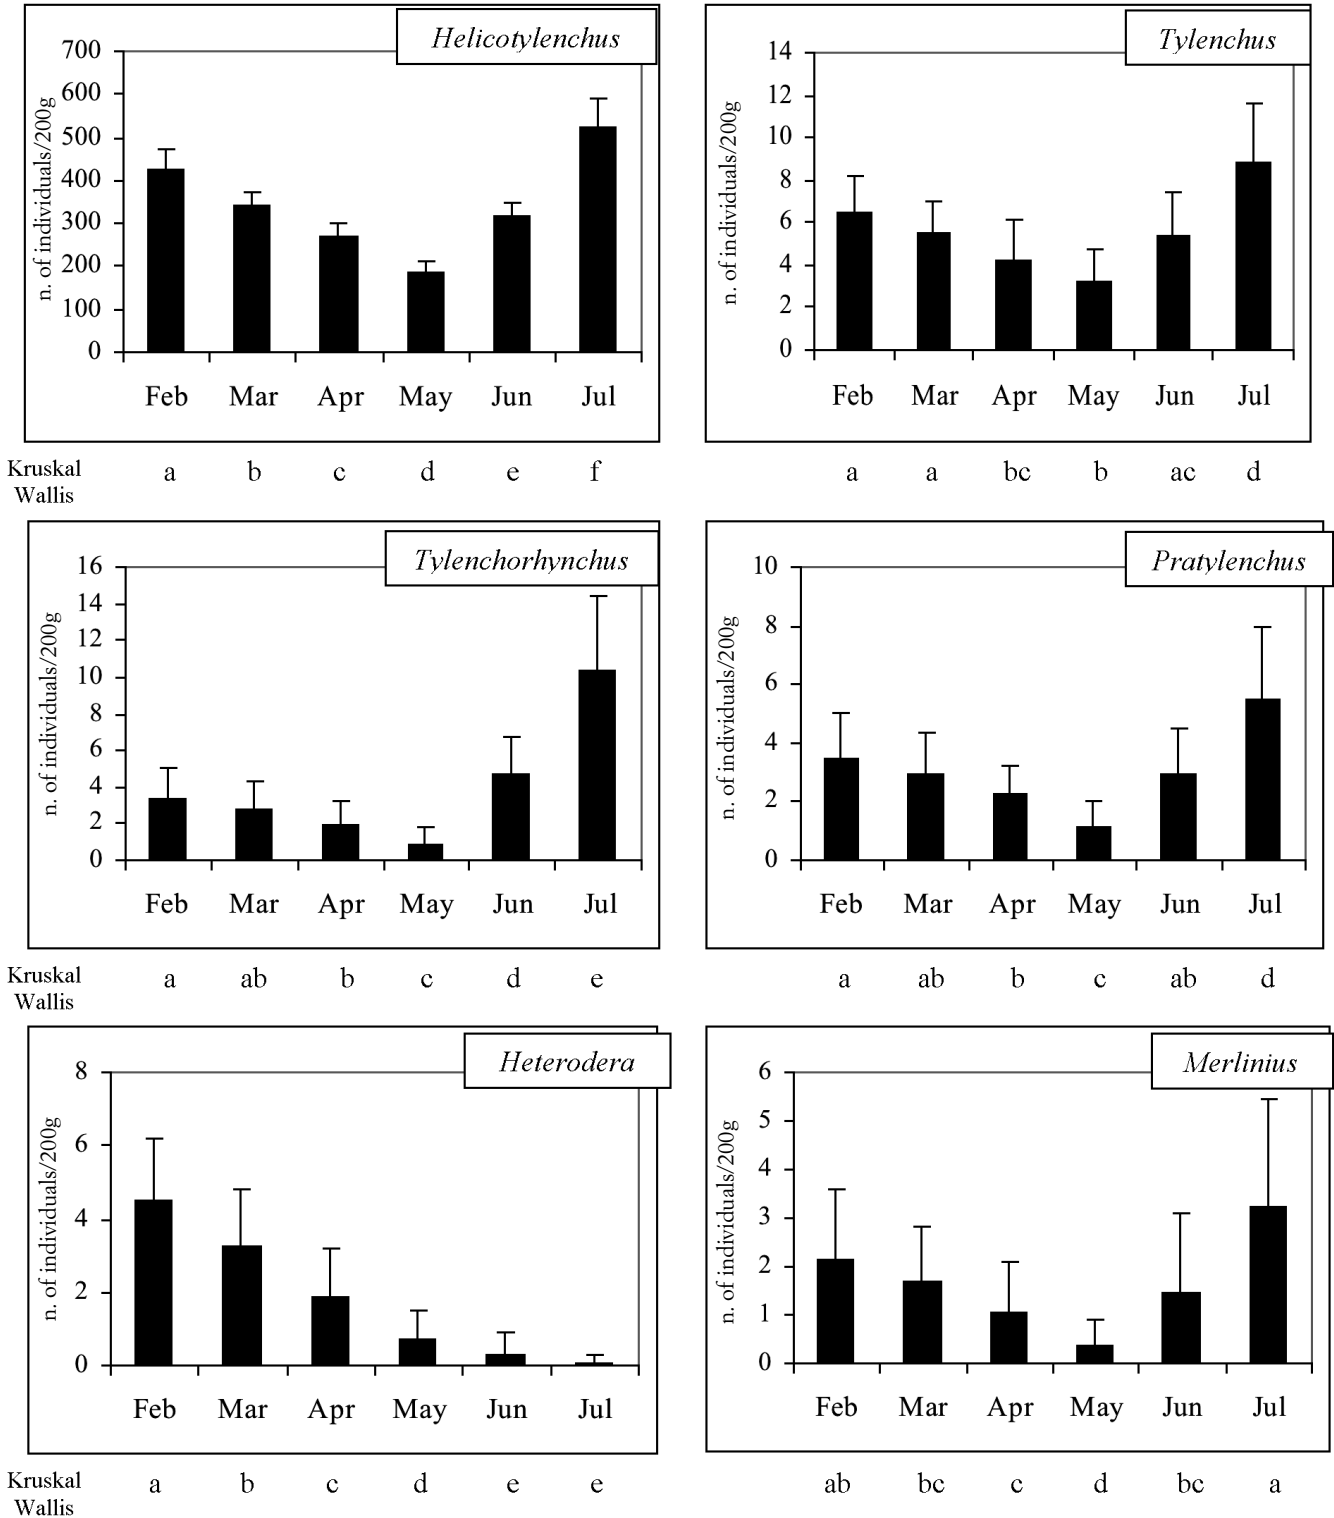 Helicotylenchus
n. of individuals/200g
700
600
500
400
300
200
100
0
Feb Mar Apr May Jun Jul
Kruskal
Wallis
a b c d e f
Tylenchus
n. of individuals/200g
14
12
10
8
6
4
2
0
Feb Mar Apr May Jun Jul
a a bc b ac d
Tylenchorhynchus
n. of individuals/200g
16
14
12
10
8
6
4
2
0
Feb Mar Apr May Jun Jul
Kruskal
Wallis
a ab b c d e
Pratylenchus
n. of individuals/200g
10
8
6
4
2
0
Feb Mar Apr May Jun Jul
a ab b c ab d
Heterodera
n. of individuals/200g
8
6
4
2
0
Feb Mar Apr May Jun Jul
Kruskal
Wallis
a b c d e e
Merlinius
n. of individuals/200g
6
5
4
3
2
1
0
Feb Mar Apr May Jun Jul
ab bc c d bc a